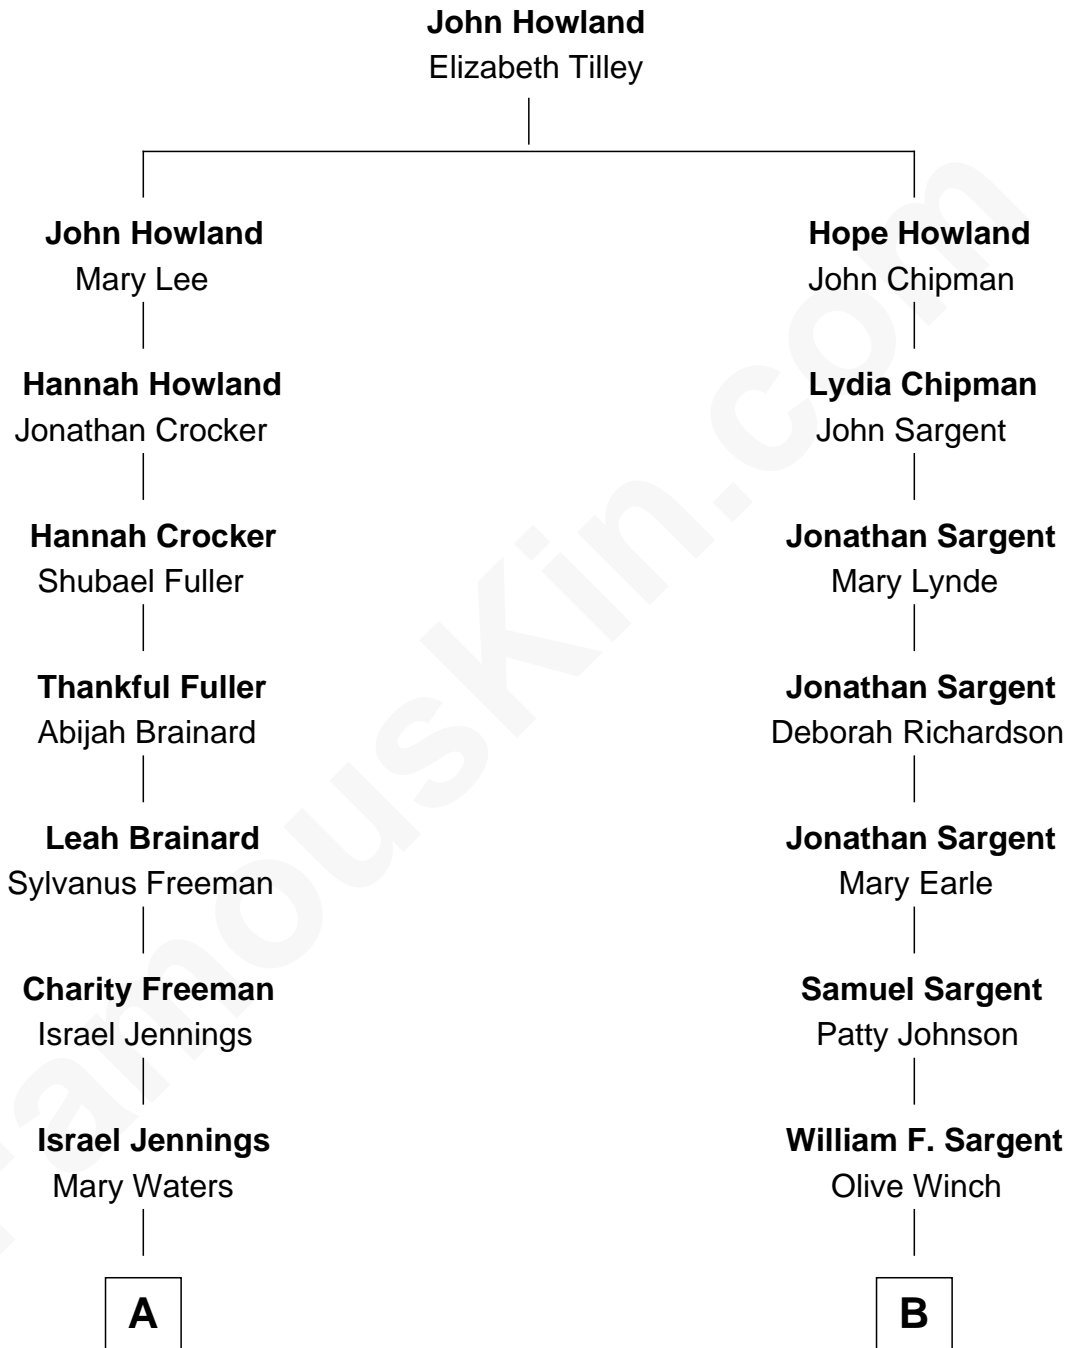 John Howland
Elizabeth Tilley
John Howland
Mary Lee
Hope Howland
John Chipman
Hannah Howland
Jonathan Crocker
Lydia Chipman
John Sargent
Hannah Crocker
Shubael Fuller
Jonathan Sargent
Mary Lynde
Thankful Fuller
Abijah Brainard
Jonathan Sargent
Deborah Richardson
Leah Brainard
Sylvanus Freeman
Jonathan Sargent
Mary Earle
Charity Freeman
Israel Jennings
Samuel Sargent
Patty Johnson
Israel Jennings
Mary Waters
William F. Sargent
Olive Winch
A
B
FamousKin.com